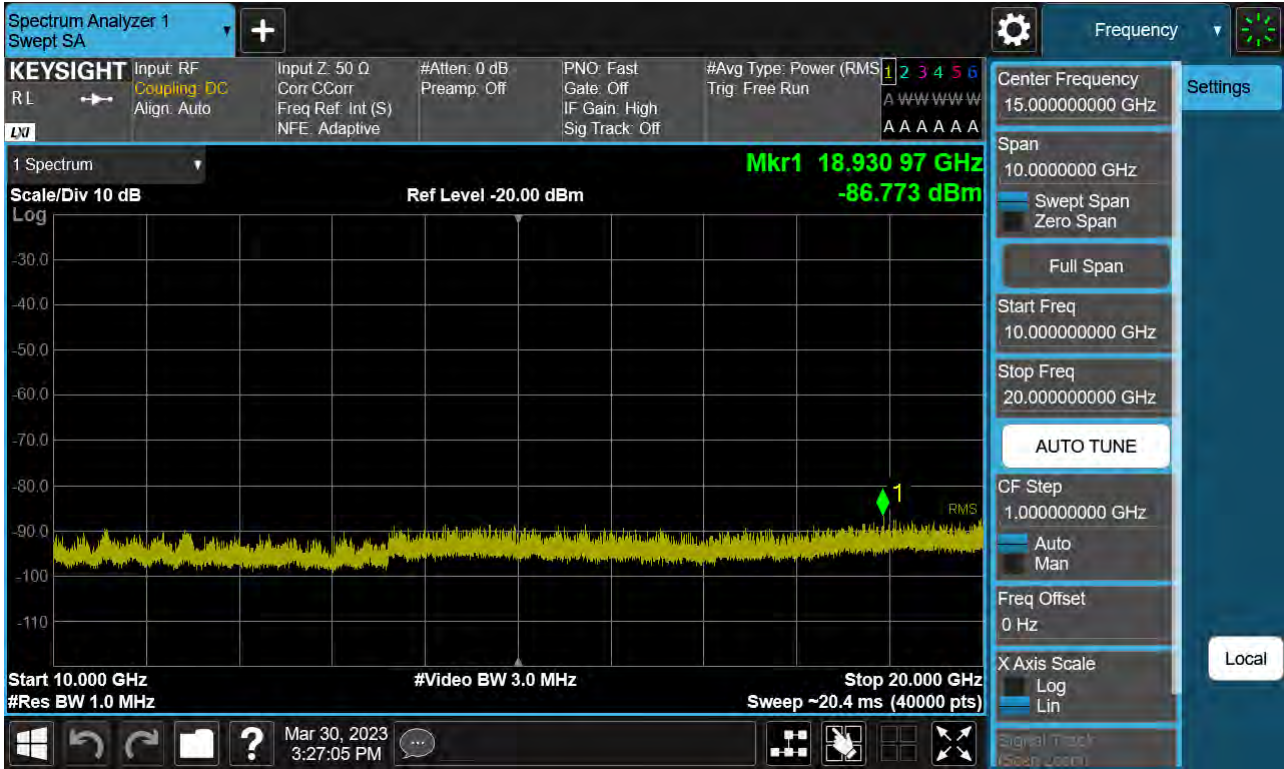 Spectrum Analyzer 1
Swept SA
Frequency
KEYSIGHT
RL
LXI
Input: RF
Coupling: DC
Align: Auto
Input Z: 50 Ω
Corr CCorr
Freq Ref: Int (S)
NFE: Adaptive
#Atten: 0 dB
Preamp: Off
PNO: Fast
Gate: Off
IF Gain: High
Sig Track: Off
#Avg Type: Power (RMS
Trig: Free Run
1 2 3 4 5 6
A W W W W W
A A A A A A
1 Spectrum
Scale/Div 10 dB
Log
Ref Level -20.00 dBm
Mkr1 18.930 97 GHz
-86.773 dBm
-30.0
-40.0
-50.0
-60.0
-70.0
-80.0
-90.0
-100
-110
1
RMS
Start 10.000 GHz
#Video BW 3.0 MHz
Stop 20.000 GHz
#Res BW 1.0 MHz
Sweep ~20.4 ms (40000 pts)
Center Frequency
15.000000000 GHz
Span
10.0000000 GHz
Swept Span
Zero Span
Full Span
Start Freq
10.000000000 GHz
Stop Freq
20.000000000 GHz
AUTO TUNE
CF Step
1.000000000 GHz
Auto
Man
Freq Offset
0 Hz
X Axis Scale
Log
Lin
Signal Track
(Span Zoom)
Settings
Local
?
Mar 30, 2023
3:27:05 PM